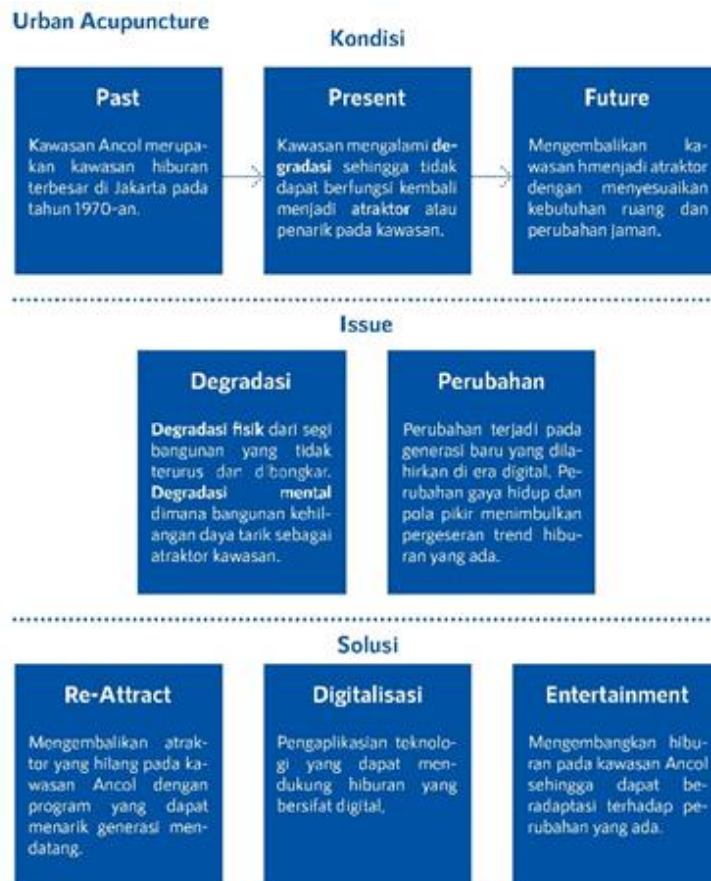 Urban Acupuncture
Kondisi
Past
Kawasan Ancol merupa-
kan kawasan hiburan
terbesar di Jakarta pada
tahun 1970-an.
Present
Kawasan mengalami de-
gradasi sehingga tidak
dapat berfungsi kembali
menjadi atraktor atau
penarik pada kawasan.
Future
Mengembalikan ka-
wasan hmenjadi atraktor
dengan menyesuaikan
kebutuhan ruang dan
perubahan jaman.
Issue
Degradasi
Degradasi fisik dari segi
bangunan yang tidak
terurus dan dibongkar.
Degradasi mental
dimana bangunan kehil-
angan daya tarik sebagai
atraktor kawasan.
Perubahan
Perubahan terjadi pada
generasi baru yang dila-
hirkan di era digital. Pe-
rubahan gaya hidup dan
pola pikir menimbulkan
pergeseran trend hibu-
ran yang ada.
Solusi
Re-Attract
Mengembalikan atrak-
tor yang hilang pada ka-
wasan Ancol dengan
program yang dapat
menarik generasi men-
datang.
Digitalisasi
Pengaplikasian teknolo-
gi yang dapat men-
dukung hiburan yang
bersifat digital,
Entertainment
Mengembangkan hibu-
ran pada kawasan Ancol
sehingga dapat be-
radaptasi terhadap pe-
rubahan yang ada.